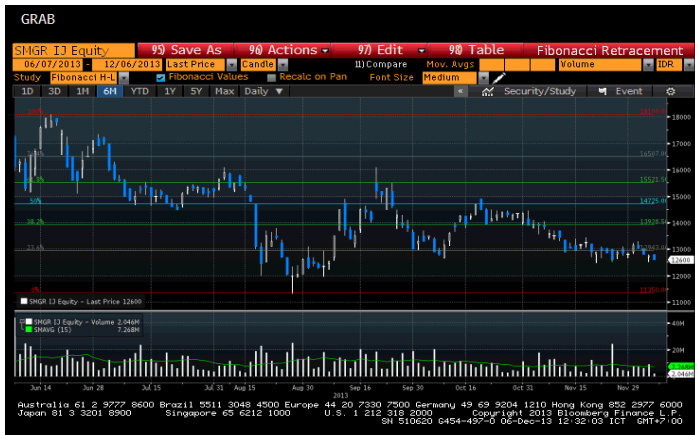 GRAB
SMGR IJ Equity 95) Save As 96) Actions 97) Edit 98) Table Fibonacci Retracement
06/07/2013 - 12/06/2013 Last Price Candle 11) Compare Mov. Avgs Volume IDR
Study Fibonacci H-L Fibonacci Values Recalc on Pan Font Size Medium
1D 3D 1M 6M YTD 1Y 5Y Max Daily ▼ « Security/Study Event
18000
16507.00
61.8% 15521.50
50% 14725.00
15000
14000
38.2% 13928.50
23.6% 12943.00
13000
12600
12000
0% 11350.00
11000
SMGR IJ Equity - Last Price 12600
SMGR IJ Equity - Volume 2.046M
SMAVG (15) 7.268M
40M
20M
7.268M
2.046M
Jun 14 Jun 28 Jul 15 Jul 31 Aug 15 Aug 30 Sep 16 Sep 30 Oct 16 Oct 31 Nov 15 Nov 29
2013
Australia 61 2 9777 8600 Brazil 5511 3048 4500 Europe 44 20 7330 7500 Germany 49 69 9204 1210 Hong Kong 852 2977 6000
Japan 81 3 3201 8900 Singapore 65 6212 1000 U.S. 1 212 318 2000 Copyright 2013 Bloomberg Finance L.P.
SN 510620 G454-497-0 06-Dec-13 12:32:03 ICT GMT+7:00